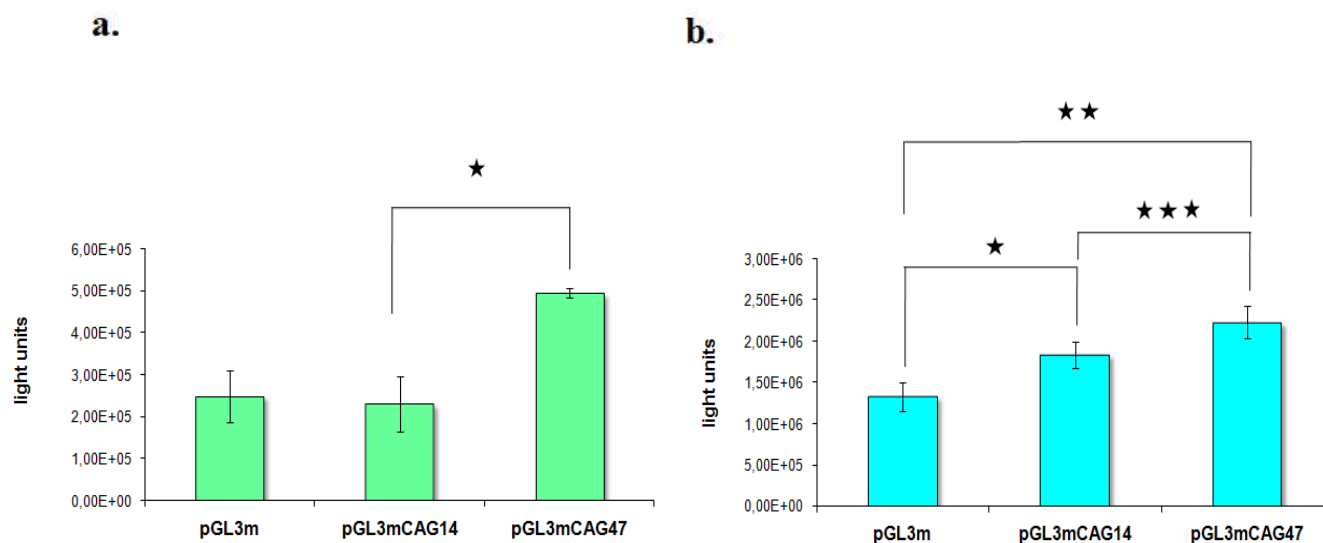 a.
light units
6,00E+05
5,00E+05
4,00E+05
3,00E+05
2,00E+05
1,00E+05
0,00E+00
pGL3m pGL3mCAG14 pGL3mCAG47
b.
light units
3,00E+06
2,50E+06
2,00E+06
1,50E+06
1,00E+06
5,00E+05
0,00E+00
pGL3m pGL3mCAG14 pGL3mCAG47